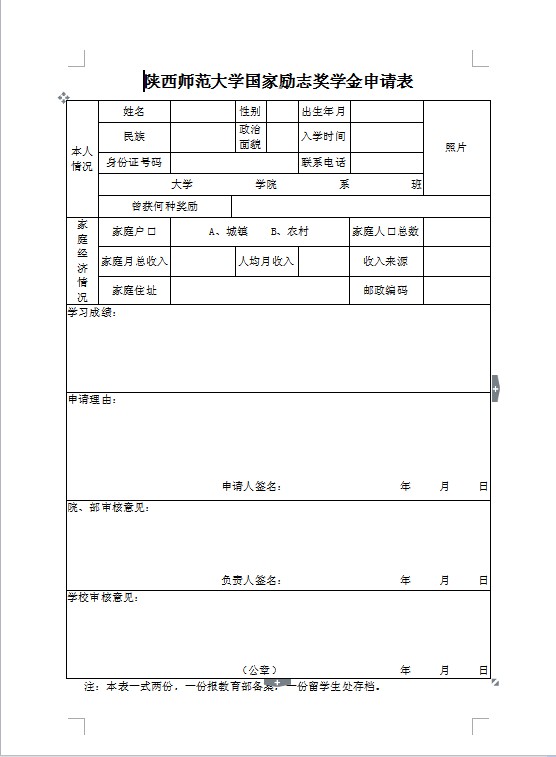 陕西师范大学国家励志奖学金申请表
本人情况
姓名 性别 出生年月
民族 政治面貌 入学时间
照片
身份证号码 联系电话
大学 学院 系 班
曾获何种奖励
家庭经济情况
家庭户口 A、城镇 B、农村 家庭人口总数
家庭月总收入 人均月收入 收入来源
家庭住址 邮政编码
学习成绩：
申请理由：
申请人签名： 年 月 日
院、部审核意见：
负责人签名： 年 月 日
学校审核意见：
（公章） 年 月 日
注：本表一式两份，一份报教育部备案，一份留学生处存档。